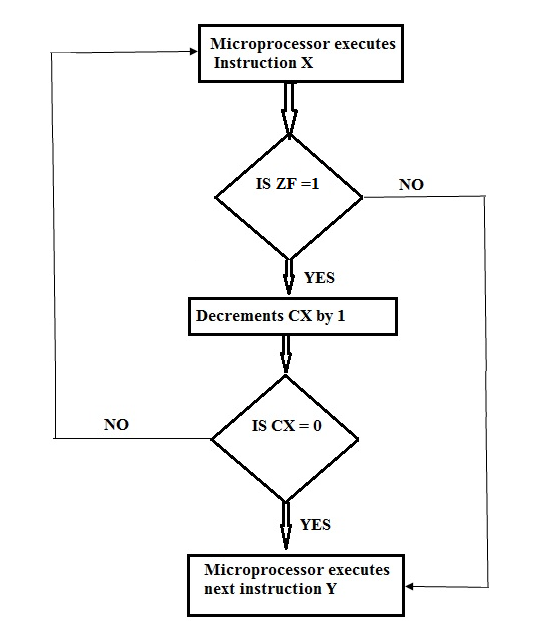 Microprocessor executes
Instruction X
IS ZF =1
NO
YES
Decrements CX by 1
IS CX = 0
NO
YES
Microprocessor executes
next instruction Y